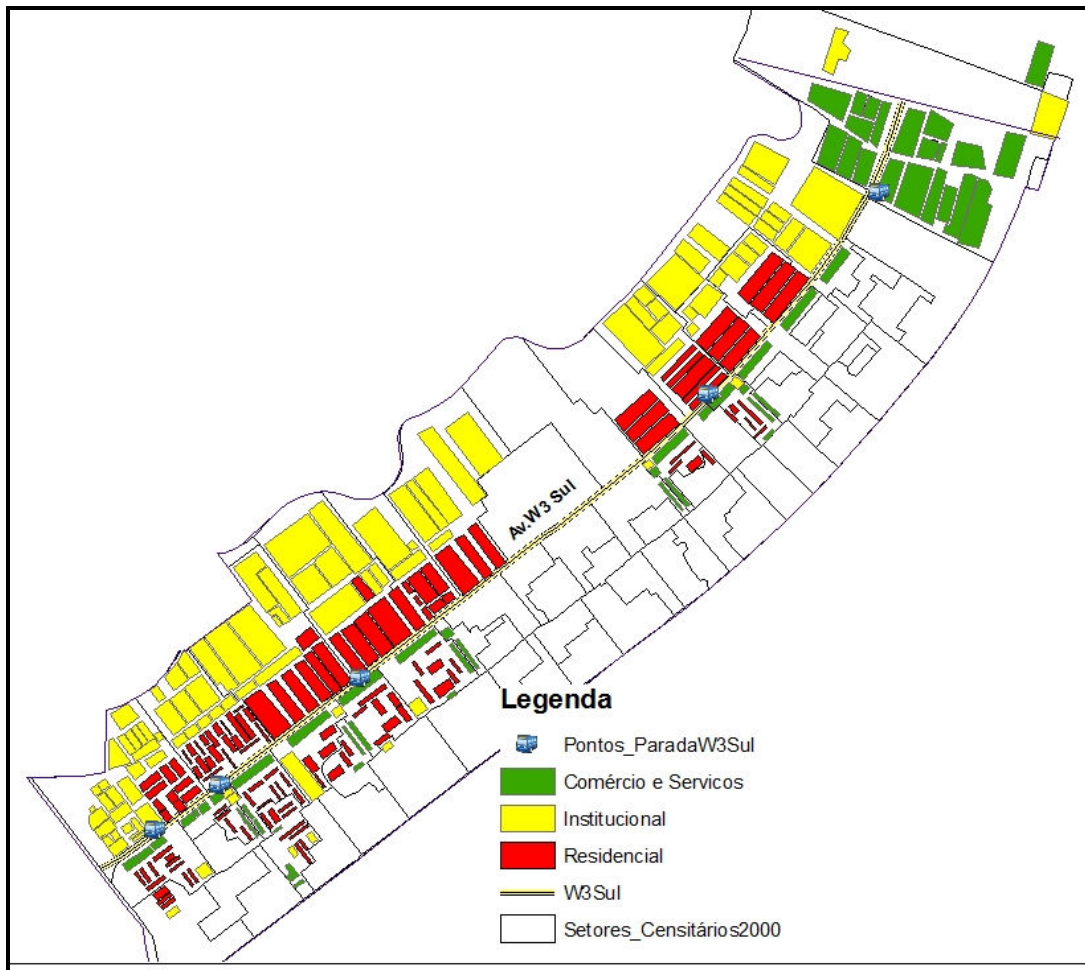 Av.W3 Sul
Legenda
Pontos_ParadaW3Sul
Comércio e Servicos
Institucional
Residencial
W3Sul
Setores_Censitários2000